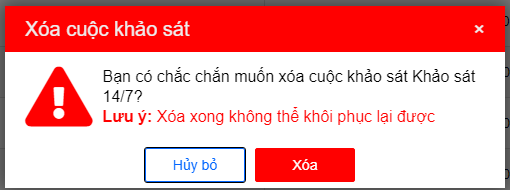 Xóa cuộc khảo sát ×
Bạn có chắc chắn muốn xóa cuộc khảo sát Khảo sát
14/7?
Lưu ý: Xóa xong không thể khôi phục lại được
Hủy bỏ Xóa